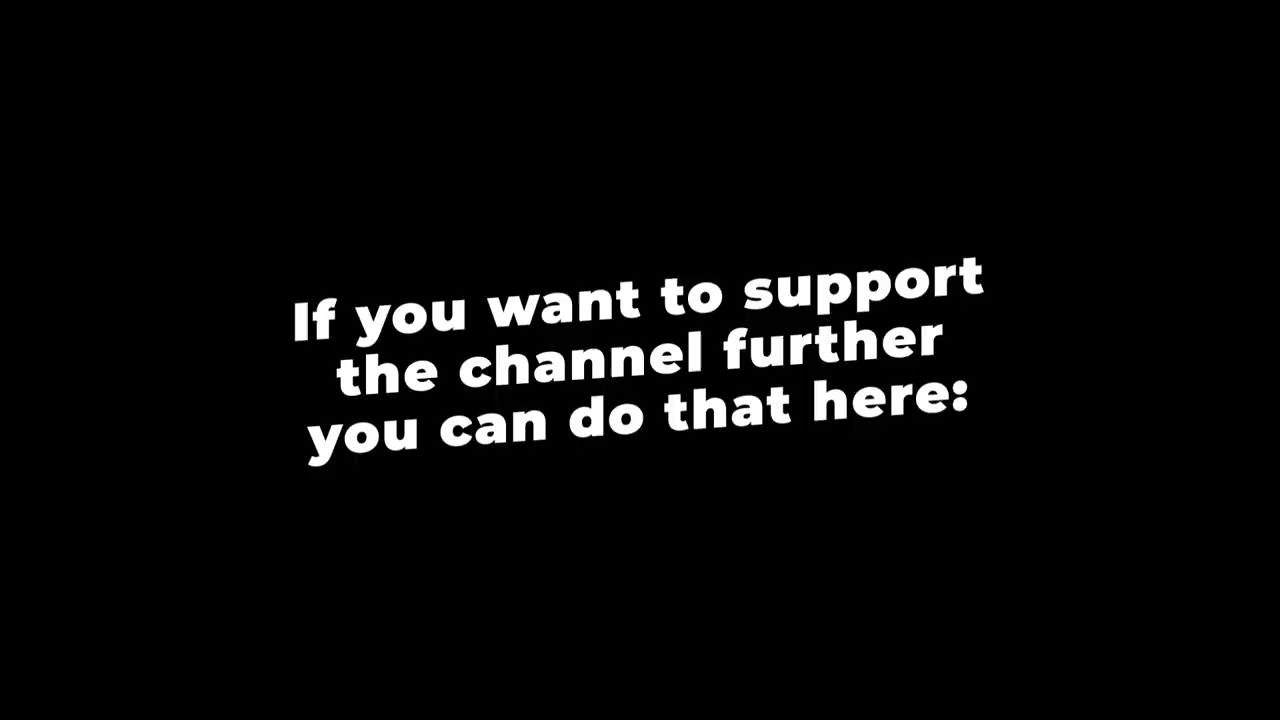 If you want to support
the channel further
you can do that here: